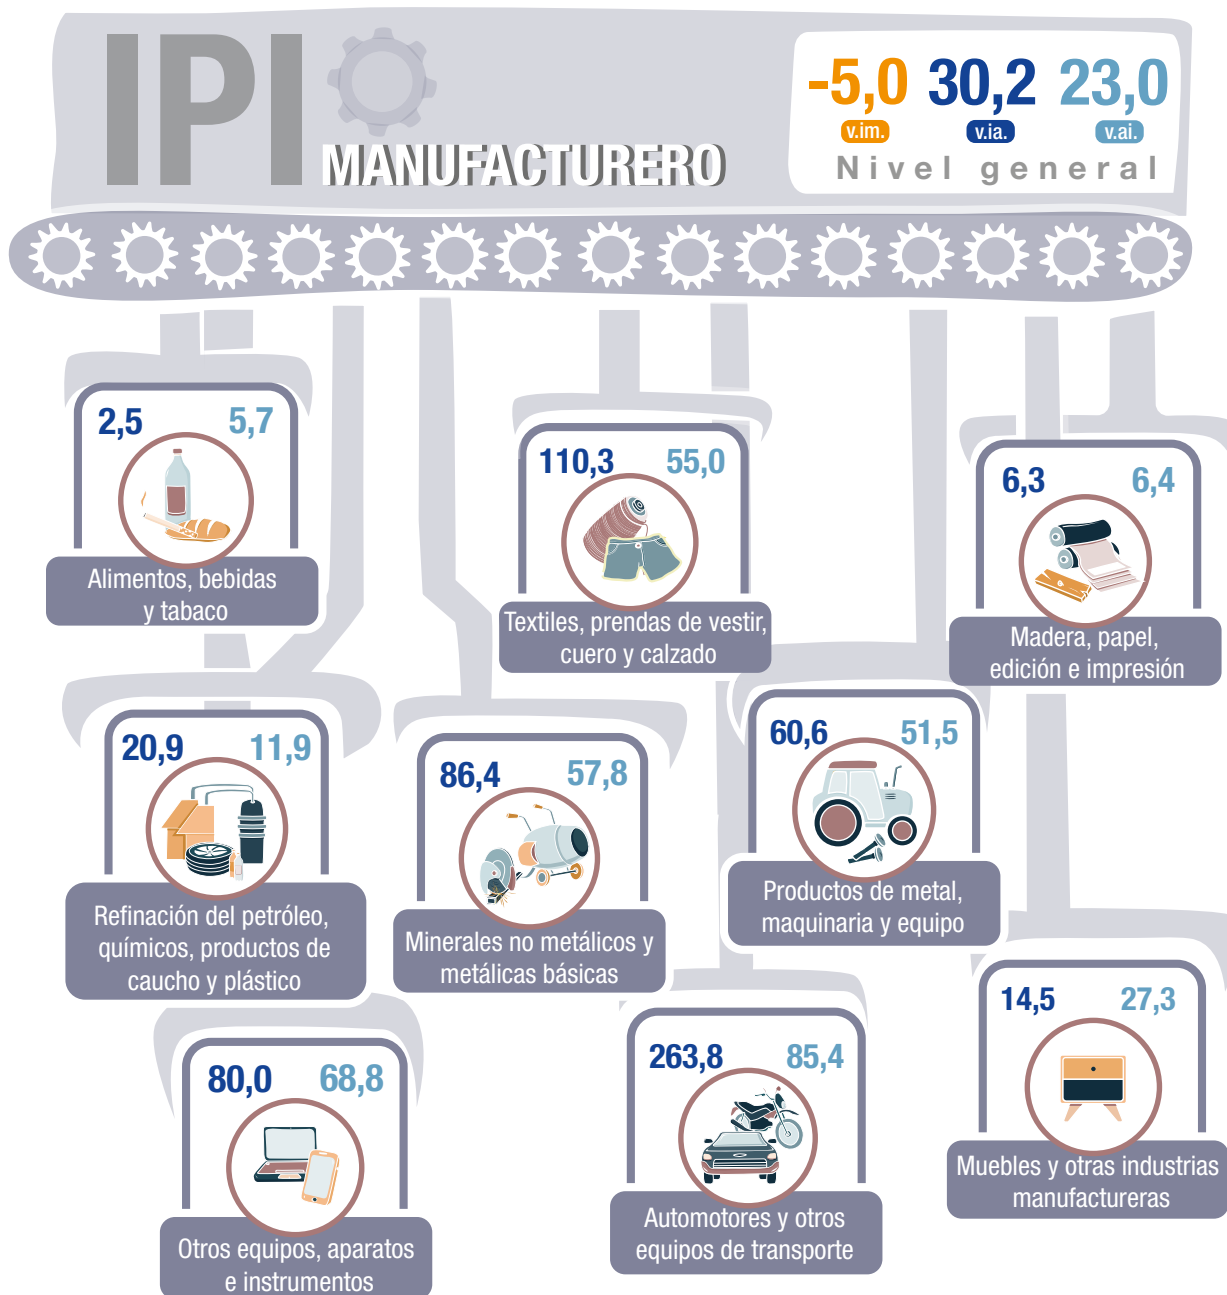 IPI
MANUFACTURERO
-5,0 30,2 23,0
v.im. v.ia. v.ai.
Nivel general
2,5 5,7
Alimentos, bebidas
y tabaco
110,3 55,0
Textiles, prendas de vestir,
cuero y calzado
6,3 6,4
Madera, papel,
edición e impresión
20,9 11,9
Refinación del petróleo,
químicos, productos de
caucho y plástico
86,4 57,8
Minerales no metálicos y
metálicas básicas
60,6 51,5
Productos de metal,
maquinaria y equipo
80,0 68,8
Otros equipos, aparatos
e instrumentos
263,8 85,4
Automotores y otros
equipos de transporte
14,5 27,3
Muebles y otras industrias
manufactureras